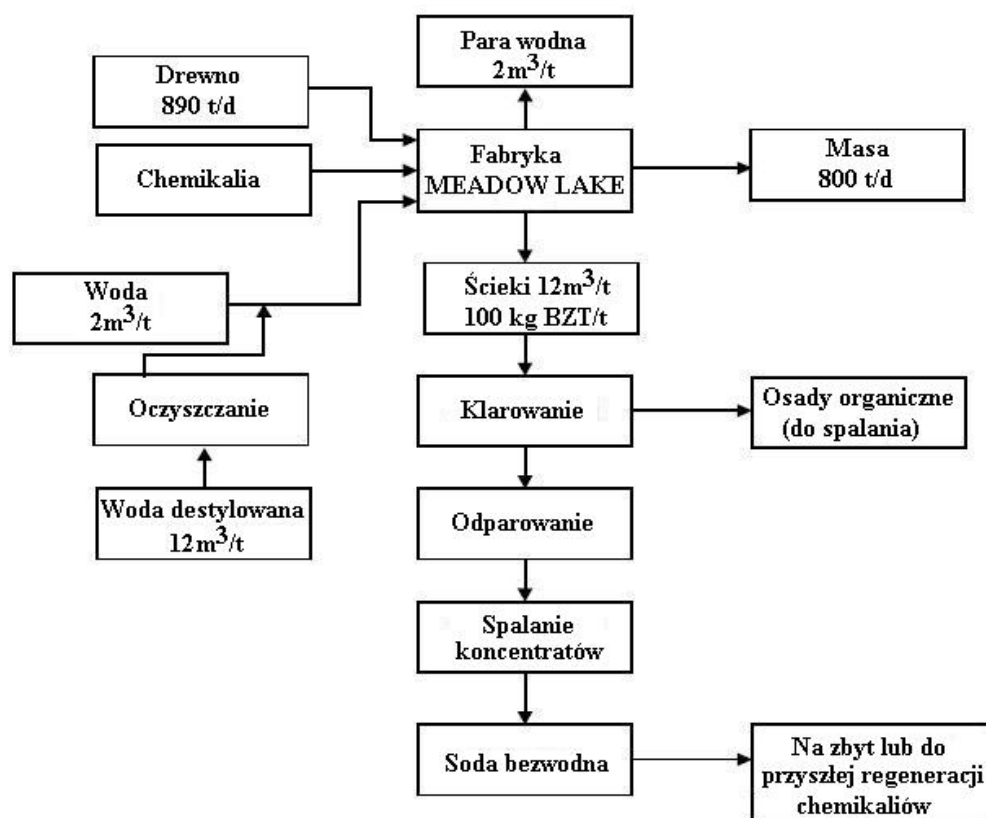 Para wodna
2m³/t
Drewno
890 t/d
Fabryka
MEADOW LAKE
Masa
800 t/d
Chemikalia
Woda
2m³/t
Ścieki 12m³/t
100 kg BZT/t
Oczyszczanie
Klarowanie
Osady organiczne
(do spalania)
Woda destylowana
12m³/t
Odparowanie
Spalanie
koncentratów
Soda bezwodna
Na zbyt lub do
przyszłej regeneracji
chemikaliów